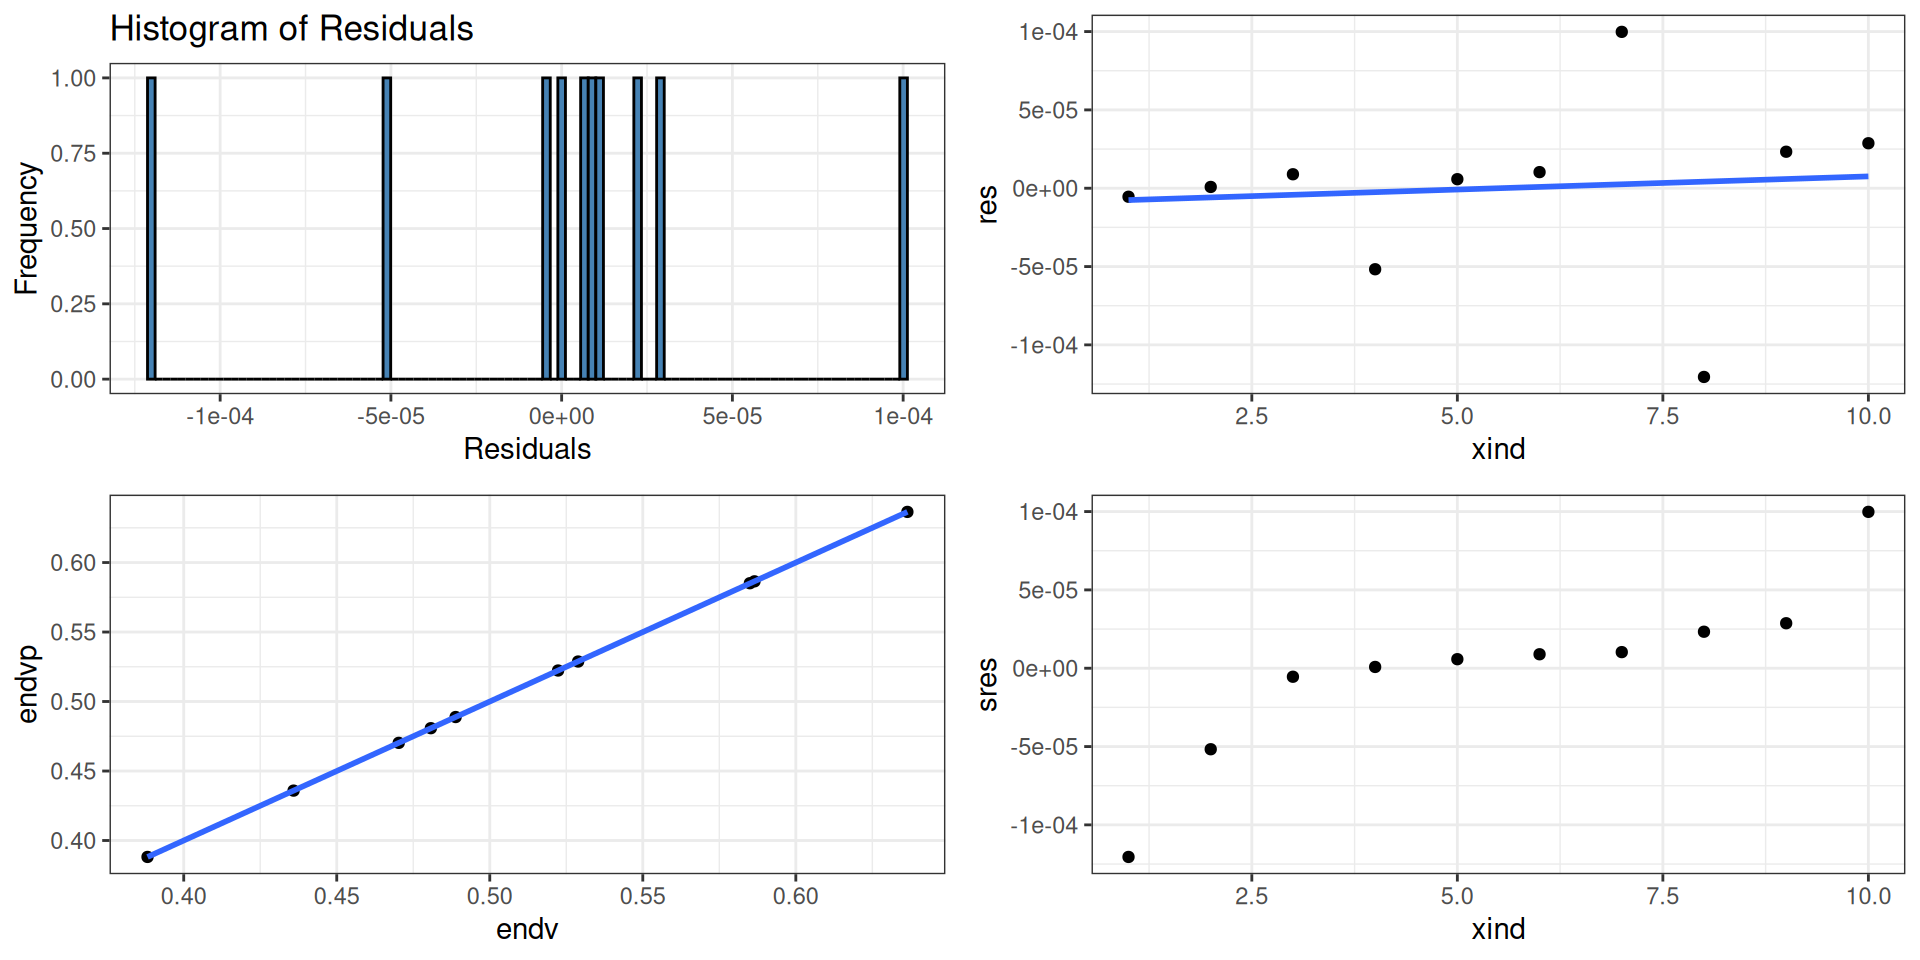 Histogram of Residuals
1.00
0.75
0.50
0.25
0.00
Frequency
-1e-04 -5e-05 0e+00 5e-05 1e-04
Residuals
1e-04
5e-05
0e+00
-5e-05
-1e-04
res
2.5 5.0 7.5 10.0
xind
0.60
0.55
0.50
0.45
0.40
endvp
0.40 0.45 0.50 0.55 0.60
endv
1e-04
5e-05
0e+00
-5e-05
-1e-04
sres
2.5 5.0 7.5 10.0
xind